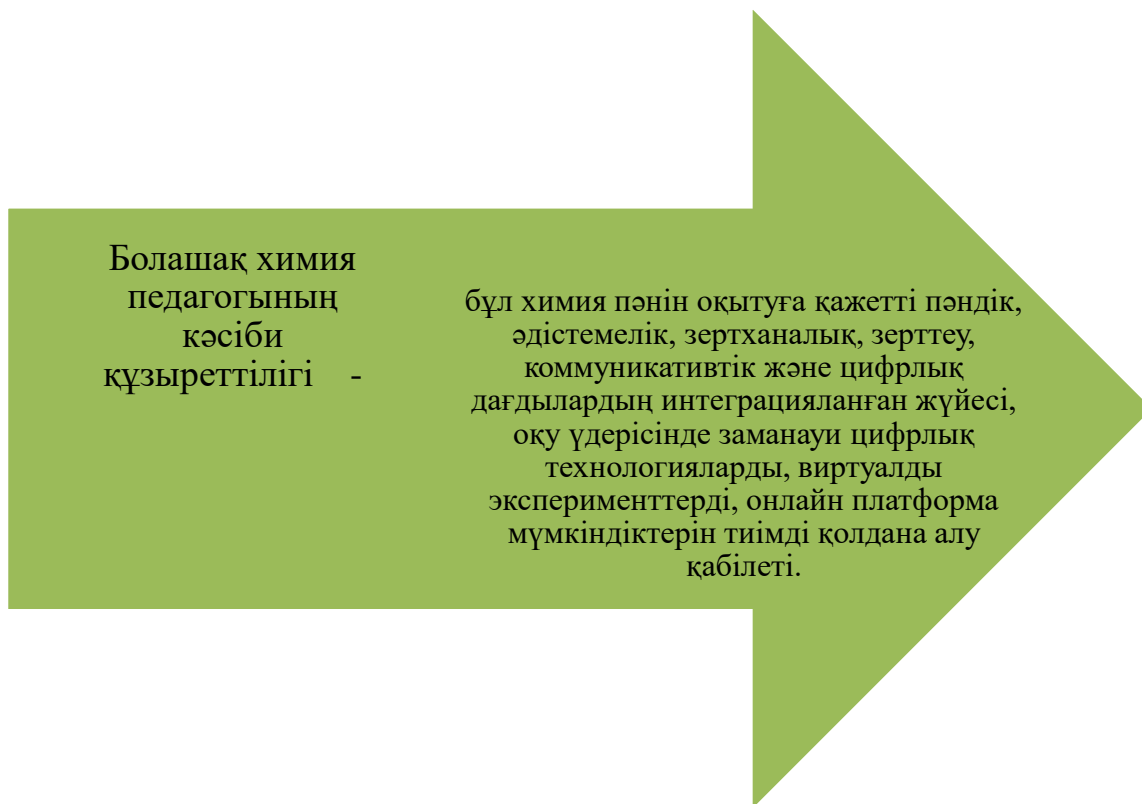 Болашақ химия
педагогының
кәсіби
құзыреттілігі -
бұл химия пәнін оқытуға қажетті пәндік,
әдістемелік, зертханалық, зерттеу,
коммуникативтік және цифрлық
дағдылардың интеграцияланған жүйесі,
оқу үдерісінде заманауи цифрлық
технологияларды, виртуалды
эксперименттерді, онлайн платформа
мүмкіндіктерін тиімді қолдана алу
қабілеті.